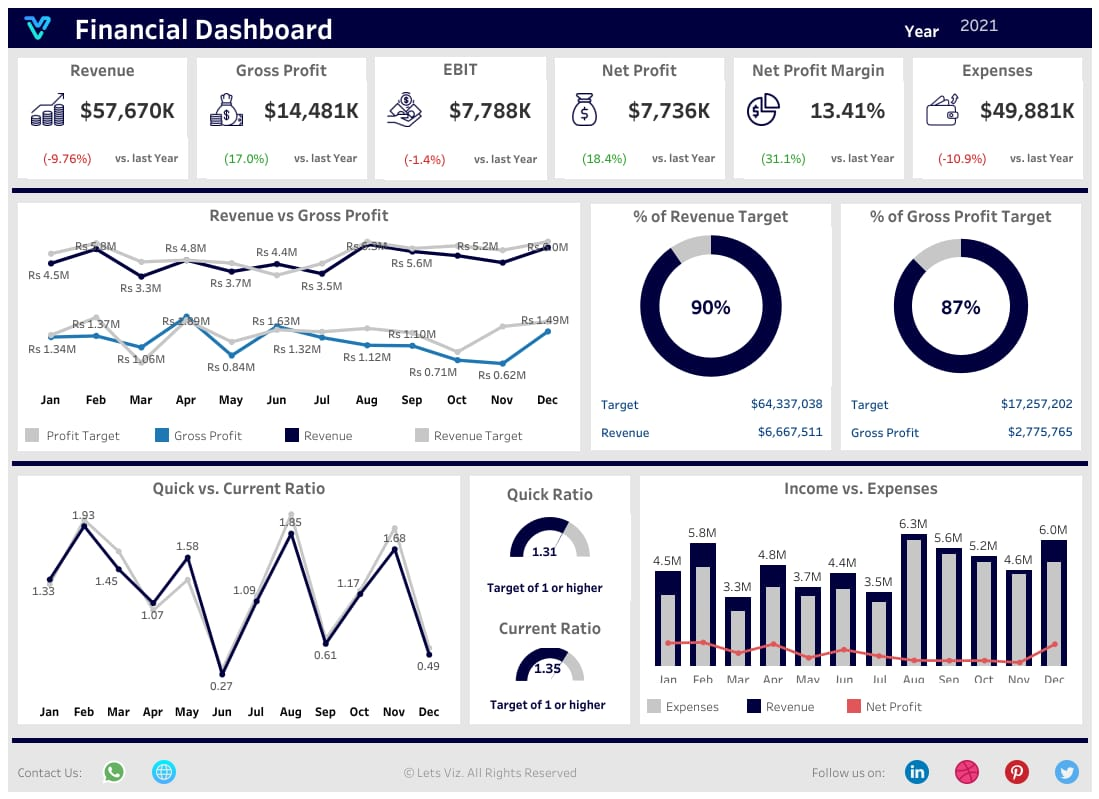 Financial Dashboard
Year 2021
Revenue
$57,670K
(-9.76%) vs. last Year
Gross Profit
$14,481K
(17.0%) vs. last Year
EBIT
$7,788K
(-1.4%) vs. last Year
Net Profit
$7,736K
(18.4%) vs. last Year
Net Profit Margin
13.41%
(31.1%) vs. last Year
Expenses
$49,881K
(-10.9%) vs. last Year
Revenue vs Gross Profit
Rs 4.5M
Rs 5.8M
Rs 3.3M
Rs 4.8M
Rs 3.7M
Rs 4.4M
Rs 3.5M
Rs 5.6M
Rs 5.2M
Rs 1.34M
Rs 1.37M
Rs 1.06M
Rs 1.89M
Rs 0.84M
Rs 1.63M
Rs 1.32M
Rs 1.12M
Rs 1.10M
Rs 0.71M
Rs 0.62M
Rs 1.49M
Jan Feb Mar Apr May Jun Jul Aug Sep Oct Nov Dec
Profit Target Gross Profit Revenue Revenue Target
% of Revenue Target
90%
Target $64,337,038
Revenue $6,667,511
% of Gross Profit Target
87%
Target $17,257,202
Gross Profit $2,775,765
Quick vs. Current Ratio
1.33
1.93
1.45
1.07
1.58
0.27
1.09
1.85
0.61
1.17
1.68
0.49
Jan Feb Mar Apr May Jun Jul Aug Sep Oct Nov Dec
Quick Ratio
1.31
Target of 1 or higher
Current Ratio
1.35
Target of 1 or higher
Income vs. Expenses
4.5M
5.8M
3.3M
4.8M
3.7M
4.4M
3.5M
6.3M
5.6M
5.2M
4.6M
6.0M
Jan Feb Mar Apr May Jun Jul Aug Sep Oct Nov Dec
Expenses Revenue Net Profit
Contact Us:
© Lets Viz. All Rights Reserved
Follow us on:
in